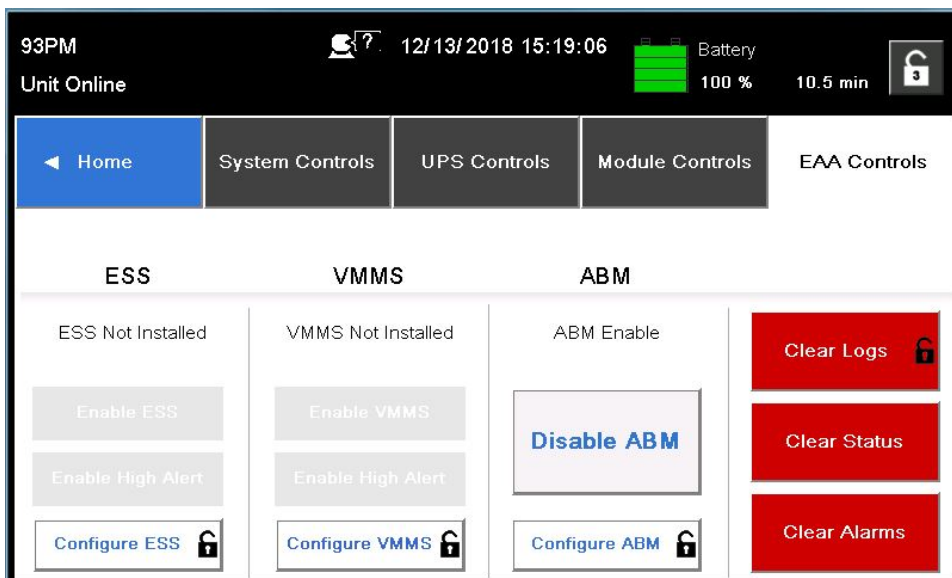 93PM
? 12/13/2018 15:19:06
Battery
Unit Online
100 % 10.5 min
3
◄ Home
System Controls
UPS Controls
Module Controls
EAA Controls
ESS
VMMS
ABM
ESS Not Installed
VMMS Not Installed
ABM Enable
Clear Logs
Enable ESS
Enable VMMS
Disable ABM
Clear Status
Enable High Alert
Enable High Alert
Configure ESS
Configure VMMS
Configure ABM
Clear Alarms